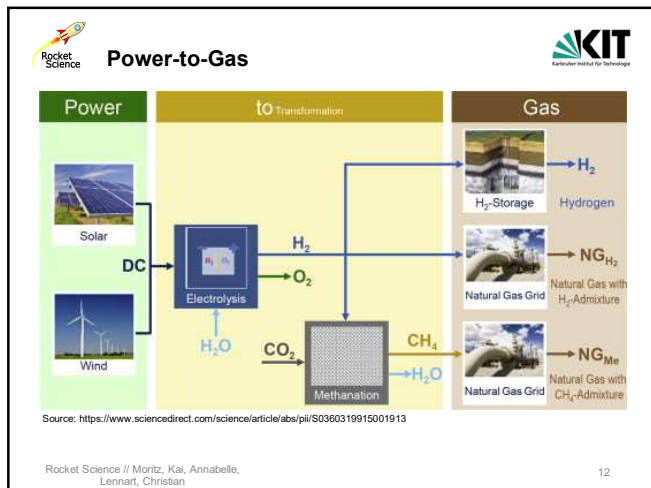 Rocket
Science
Power-to-Gas
KIT
Karlsruher Institut für Technologie
Power
to Transformation
Gas
Solar
Wind
DC
Electrolysis
H₂
O₂
H₂O
CO₂
Methanation
CH₄
H₂O
H₂-Storage
H₂
Hydrogen
Natural Gas Grid
NG_H₂
Natural Gas with
H₂-Admixture
Natural Gas Grid
NG_Me
Natural Gas with
CH₄-Admixture
Source: https://www.sciencedirect.com/science/article/abs/pii/S0360319915001913
Rocket Science // Moritz, Kai, Annabelle,
Lennart, Christian
12